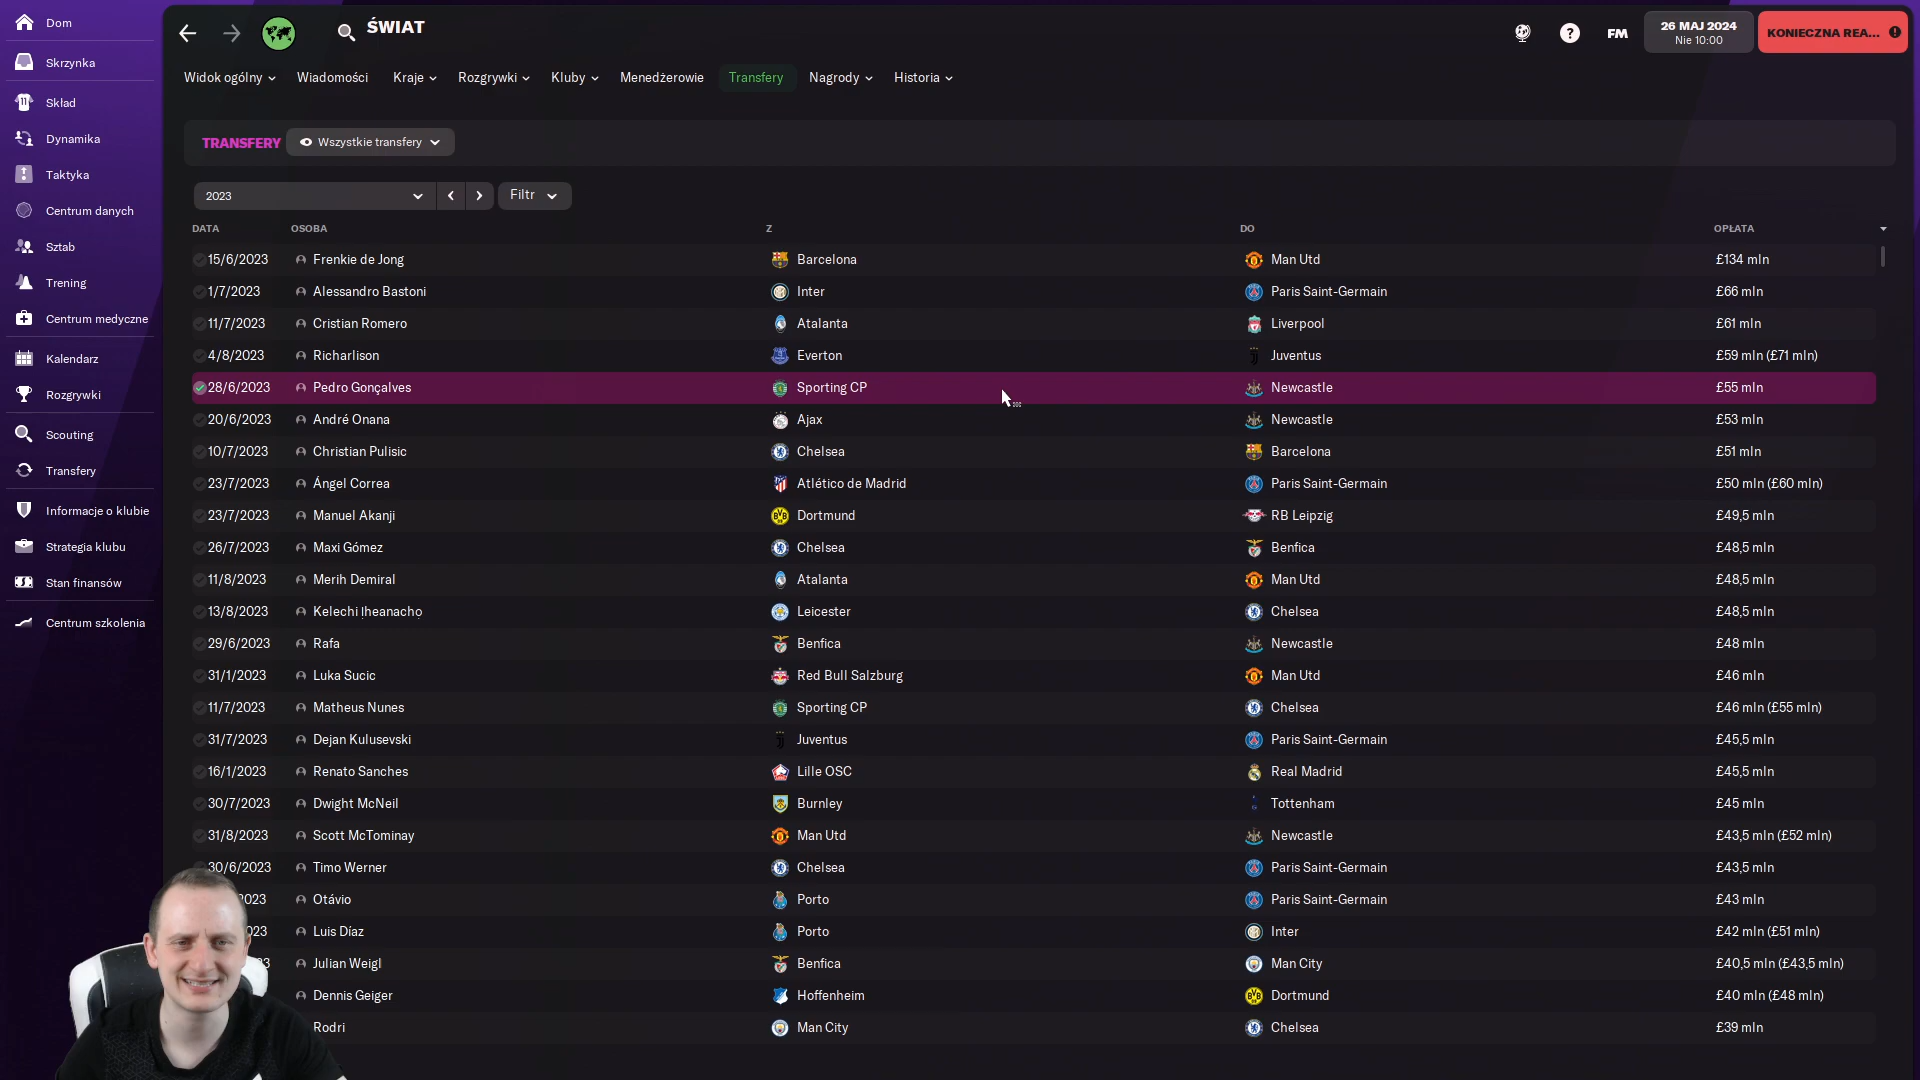 Dom
Skrzynka
Skład
Dynamika
Taktyka
Centrum danych
Sztab
Trening
Centrum medyczne
Kalendarz
Rozgrywki
Scouting
Transfery
Informacje o klubie
Strategia klubu
Stan finansów
Centrum szkolenia
ŚWIAT
FM
26 MAJ 2024
Nie 10:00
KONIECZNA REA...
Widok ogólny Wiadomości Kraje Rozgrywki Kluby Menedżerowie Transfery Nagrody Historia
TRANSFERY Wszystkie transfery
2023 Filtr
DATA OSOBA Z DO OPŁATA
15/6/2023 Frenkie de Jong Barcelona Man Utd £134 mln
1/7/2023 Alessandro Bastoni Inter Paris Saint-Germain £66 mln
11/7/2023 Cristian Romero Atalanta Liverpool £61 mln
4/8/2023 Richarlison Everton Juventus £59 mln (£71 mln)
28/6/2023 Pedro Gonçalves Sporting CP Newcastle £55 mln
20/6/2023 André Onana Ajax Newcastle £53 mln
10/7/2023 Christian Pulisic Chelsea Barcelona £51 mln
23/7/2023 Ángel Correa Atlético de Madrid Paris Saint-Germain £50 mln (£60 mln)
23/7/2023 Manuel Akanji Dortmund RB Leipzig £49,5 mln
26/7/2023 Maxi Gómez Chelsea Benfica £48,5 mln
11/8/2023 Merih Demiral Atalanta Man Utd £48,5 mln
13/8/2023 Kelechi Ịheanachọ Leicester Chelsea £48,5 mln
29/6/2023 Rafa Benfica Newcastle £48 mln
31/1/2023 Luka Sucic Red Bull Salzburg Man Utd £46 mln
11/7/2023 Matheus Nunes Sporting CP Chelsea £46 mln (£55 mln)
31/7/2023 Dejan Kulusevski Juventus Paris Saint-Germain £45,5 mln
16/1/2023 Renato Sanches Lille OSC Real Madrid £45,5 mln
30/7/2023 Dwight McNeil Burnley Tottenham £45 mln
31/8/2023 Scott McTominay Man Utd Newcastle £43,5 mln (£52 mln)
30/6/2023 Timo Werner Chelsea Paris Saint-Germain £43,5 mln
Otávio Porto Paris Saint-Germain £43 mln
Luis Díaz Porto Inter £42 mln (£51 mln)
Julian Weigl Benfica Man City £40,5 mln (£43,5 mln)
Dennis Geiger Hoffenheim Dortmund £40 mln (£48 mln)
Rodri Man City Chelsea £39 mln